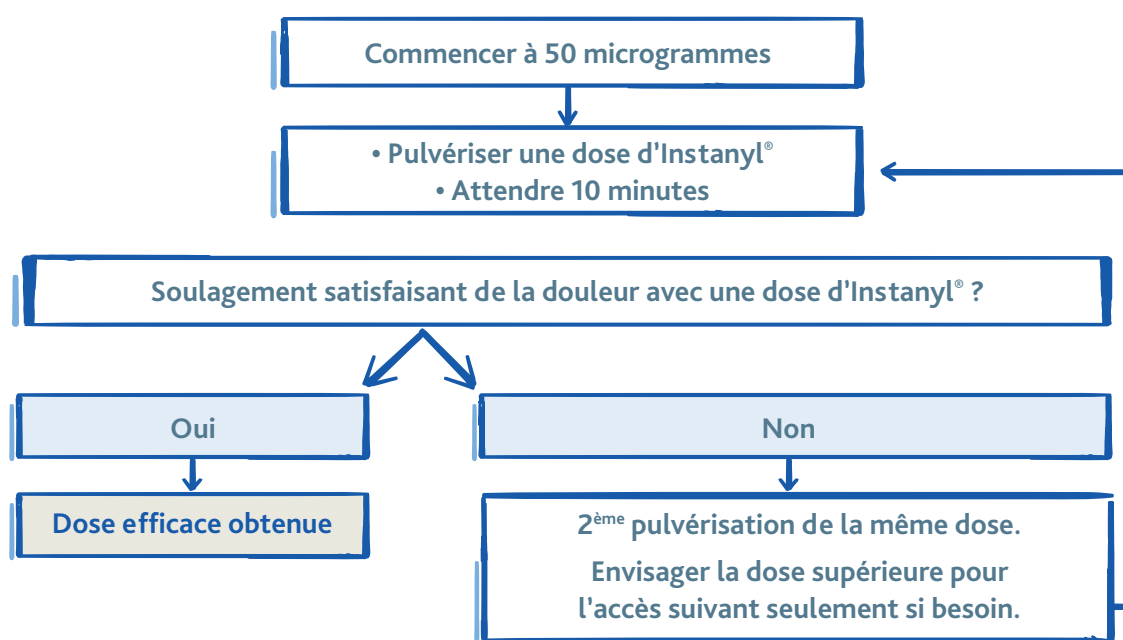 Commencer à 50 microgrammes
• Pulvériser une dose d'Instanyl®
• Attendre 10 minutes
Soulagement satisfaisant de la douleur avec une dose d'Instanyl® ?
Oui
Non
Dose efficace obtenue
2ème pulvérisation de la même dose.
Envisager la dose supérieure pour
l'accès suivant seulement si besoin.